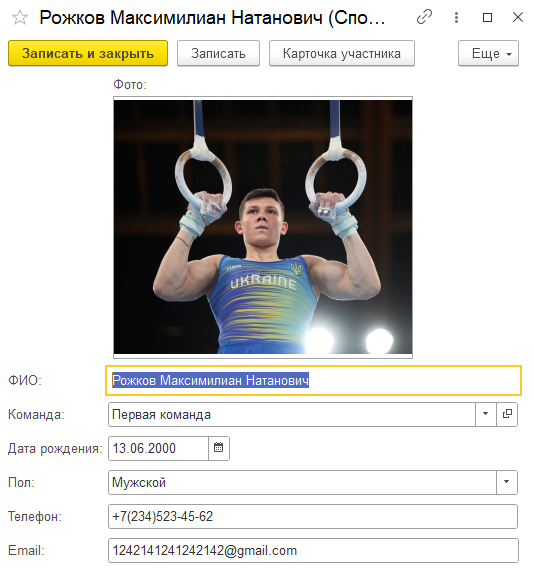 Рожков Максимилиан Натанович (Спо...
Записать и закрыть Записать Карточка участника Еще
Фото:
UKRAINE
ФИО: Рожков Максимилиан Натанович
Команда: Первая команда
Дата рождения: 13.06.2000
Пол: Мужской
Телефон: +7(234)523-45-62
Email: 1242141241242142@gmail.com